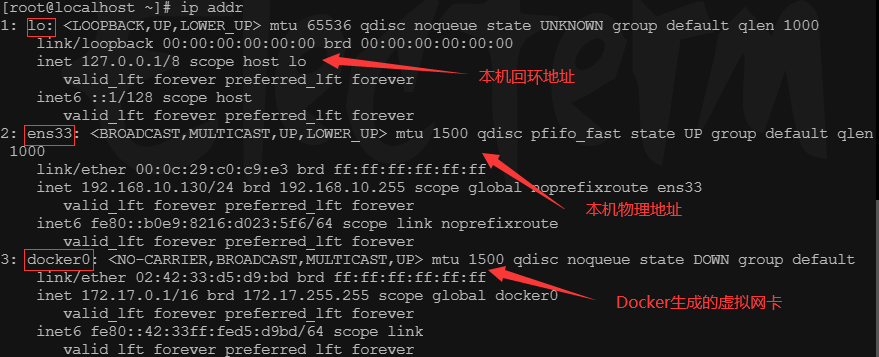 [root@localhost ~]# ip addr
1: lo: <LOOPBACK,UP,LOWER_UP> mtu 65536 qdisc noqueue state UNKNOWN group default qlen 1000
link/loopback 00:00:00:00:00:00 brd 00:00:00:00:00:00
inet 127.0.0.1/8 scope host lo
本机回环地址
valid_lft forever preferred_lft forever
inet6 ::1/128 scope host
valid_lft forever preferred_lft forever
2: ens33: <BROADCAST,MULTICAST,UP,LOWER_UP> mtu 1500 qdisc pfifo_fast state UP group default qlen
1000
link/ether 00:0c:29:c0:c9:e3 brd ff:ff:ff:ff:ff:ff
inet 192.168.10.130/24 brd 192.168.10.255 scope global noprefixroute ens33
valid_lft forever preferred_lft forever
本机物理地址
inet6 fe80::b0e9:8216:d023:5f6/64 scope link noprefixroute
valid_lft forever preferred_lft forever
3: docker0: <NO-CARRIER,BROADCAST,MULTICAST,UP> mtu 1500 qdisc noqueue state DOWN group default
link/ether 02:42:33:d5:d9:bd brd ff:ff:ff:ff:ff:ff
inet 172.17.0.1/16 brd 172.17.255.255 scope global docker0
Docker生成的虚拟网卡
valid_lft forever preferred_lft forever
inet6 fe80::42:33ff:fed5:d9bd/64 scope link
valid_lft forever preferred_lft forever